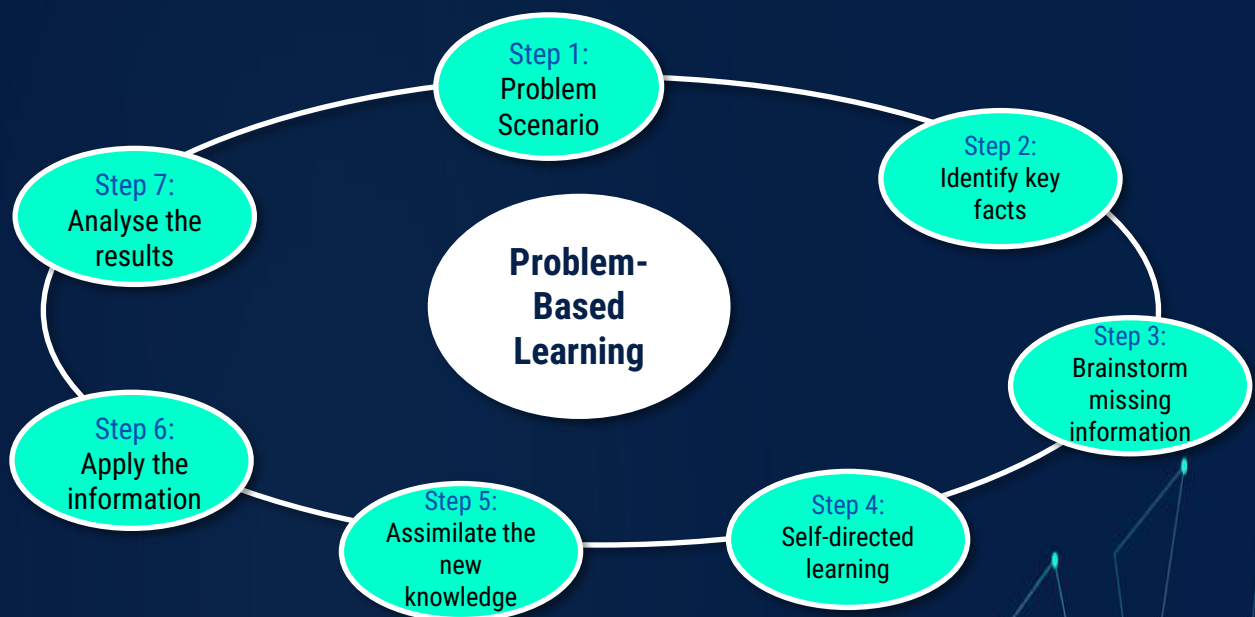 Step 1:
Problem
Scenario
Step 2:
Identify key
facts
Step 3:
Brainstorm
missing
information
Step 4:
Self-directed
learning
Step 5:
Assimilate the
new
knowledge
Step 6:
Apply the
information
Step 7:
Analyse the
results
Problem-
Based
Learning